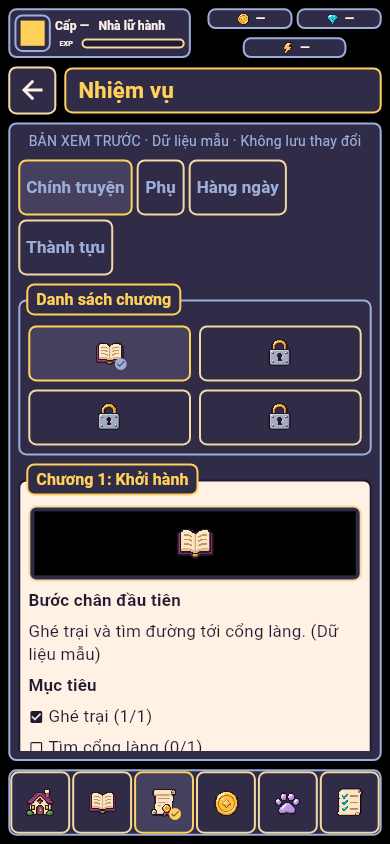 Cấp — Nhà lữ hành
EXP
—
—
—
Nhiệm vụ
BẢN XEM TRƯỚC · Dữ liệu mẫu · Không lưu thay đổi
Chính truyện
Phụ
Hàng ngày
Thành tựu
Danh sách chương
Chương 1: Khởi hành
Bước chân đầu tiên
Ghé trại và tìm đường tới cổng làng. (Dữ
liệu mẫu)
Mục tiêu
Ghé trại (1/1)
Tìm cổng làng (0/1)